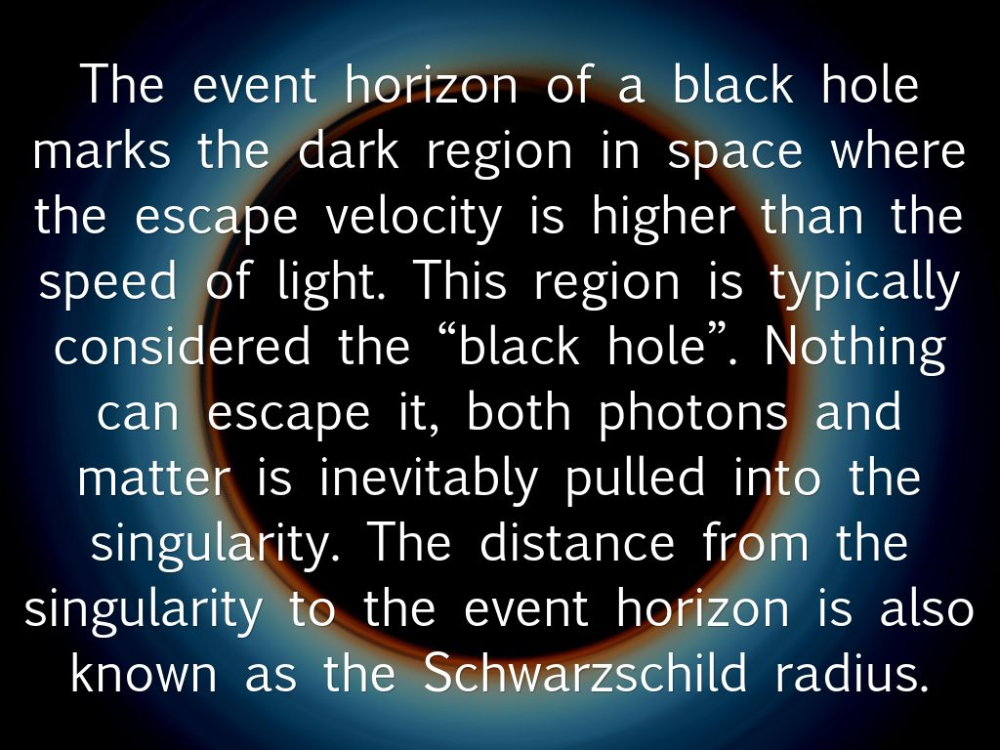 The event horizon of a black hole
marks the dark region in space where
the escape velocity is higher than the
speed of light. This region is typically
considered the “black hole”. Nothing
can escape it, both photons and
matter is inevitably pulled into the
singularity. The distance from the
singularity to the event horizon is also
known as the Schwarzschild radius.